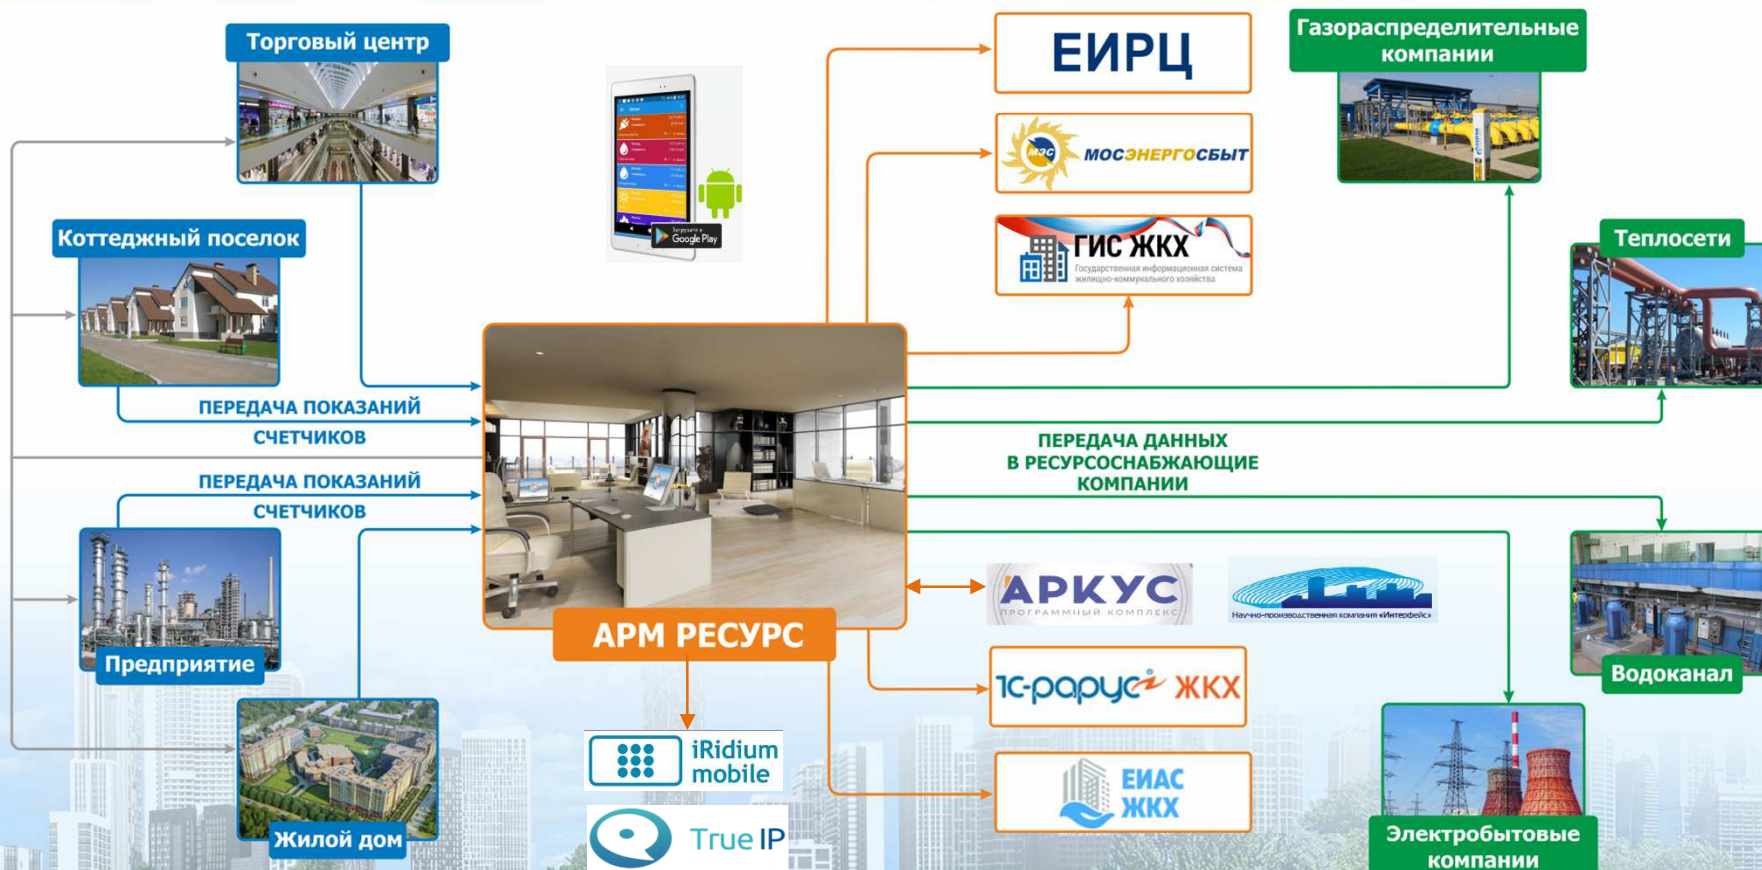 Торговый центр
ЕИРЦ
Газораспределительные
компании
МЭС
МОСЭНЕРГОСБЫТ
Загрузите в
Google Play
Коттеджный поселок
ГИС ЖКХ
Государственная информационная система
жилищно-коммунального хозяйства
Теплосети
ПЕРЕДАЧА ПОКАЗАНИЙ
СЧЕТЧИКОВ
ПЕРЕДАЧА ДАННЫХ
В РЕСУРСОСНАБЖАЮЩИЕ
КОМПАНИИ
ПЕРЕДАЧА ПОКАЗАНИЙ
СЧЕТЧИКОВ
АРКУС
ПРОГРАММНЫЙ КОМПЛЕКС
Научно-производственная компания «Интерфейс»
АРМ РЕСУРС
Предприятие
Водоканал
1С-рарус ЖКХ
iRidium
mobile
ЕИАС
ЖКХ
True IP
Жилой дом
Электробытовые
компании